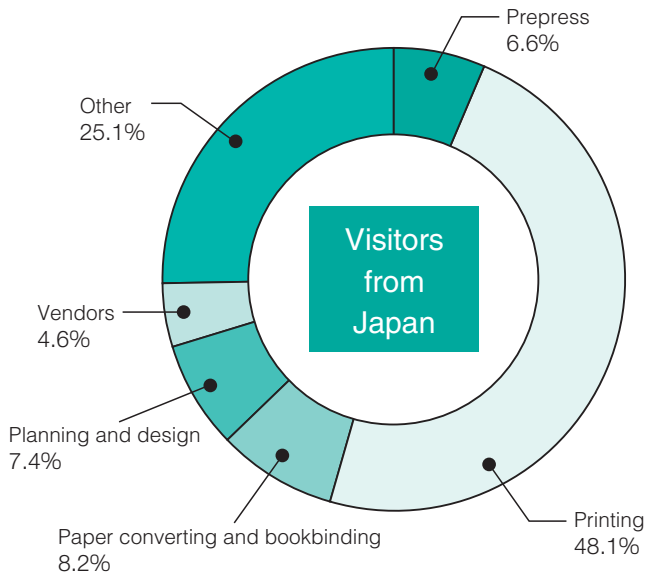 Prepress
6.6%
Other
25.1%
Visitors
from
Japan
Vendors
4.6%
Planning and design
7.4%
Paper converting and bookbinding
8.2%
Printing
48.1%